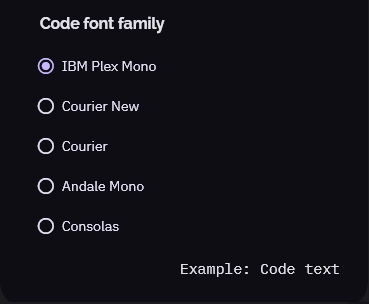 Code font family
IBM Plex Mono
Courier New
Courier
Andale Mono
Consolas
Example: Code text